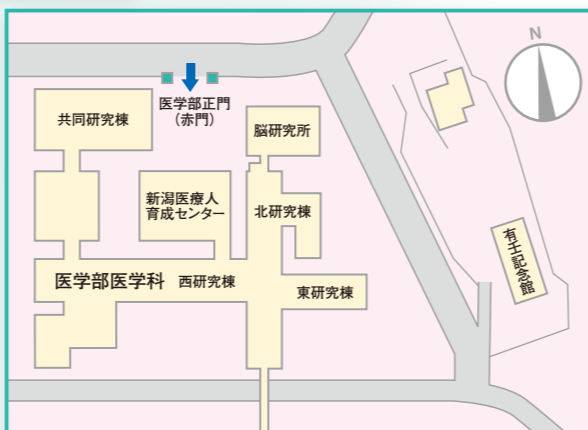 N
医学部正門
(赤門)
共同研究棟
脳研究所
新潟医療人
育成センター
北研究棟
有壬記念館
医学部医学科
西研究棟
東研究棟